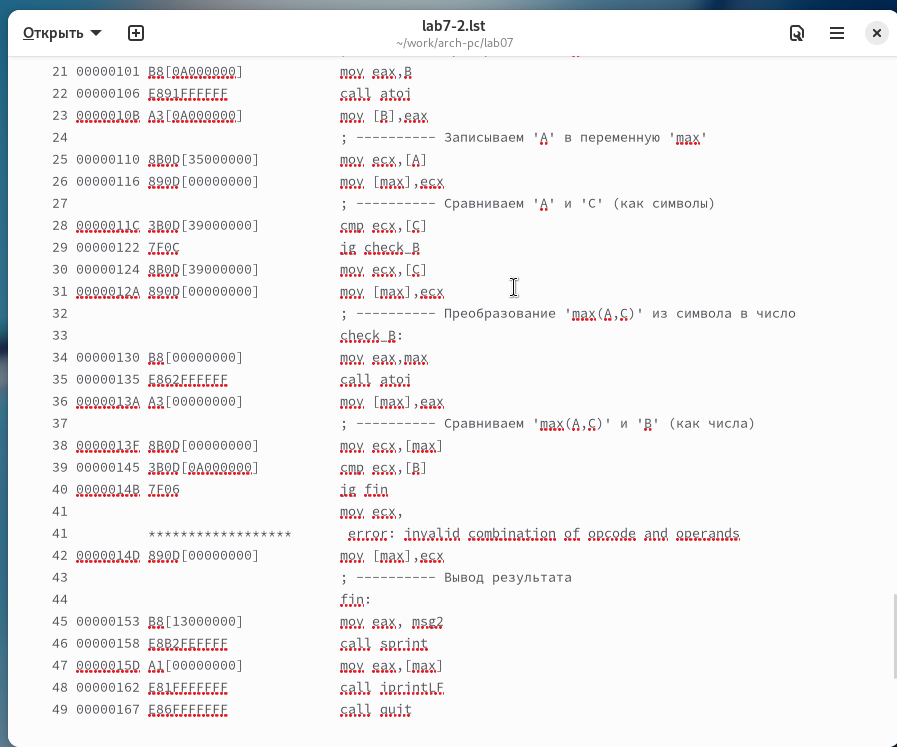 Открыть
lab7-2.lst
~/work/arch-pc/lab07
21 00000101 B8[0A000000] mov eax,B
22 00000106 E891FFFFFF call atoi
23 0000010B A3[0A000000] mov [B],eax
24 ; ---------- Записываем 'A' в переменную 'max'
25 00000110 8B0D[35000000] mov ecx,[A]
26 00000116 890D[00000000] mov [max],ecx
27 ; ---------- Сравниваем 'A' и 'С' (как символы)
28 0000011C 3B0D[39000000] cmp ecx,[C]
29 00000122 7F0C jg check_B
30 00000124 8B0D[39000000] mov ecx,[C]
31 0000012A 890D[00000000] mov [max],ecx
32 ; ---------- Преобразование 'max(A,C)' из символа в число
33 check_B:
34 00000130 B8[00000000] mov eax,max
35 00000135 E862FFFFFF call atoi
36 0000013A A3[00000000] mov [max],eax
37 ; ---------- Сравниваем 'max(A,C)' и 'B' (как числа)
38 0000013F 8B0D[00000000] mov ecx,[max]
39 00000145 3B0D[0A000000] cmp ecx,[B]
40 0000014B 7F06 jg fin
41 mov ecx,
41 ****************** error: invalid combination of opcode and operands
42 0000014D 890D[00000000] mov [max],ecx
43 ; ---------- Вывод результата
44 fin:
45 00000153 B8[13000000] mov eax, msg2
46 00000158 E8B2FEFFFF call sprint
47 0000015D A1[00000000] mov eax,[max]
48 00000162 E81FFFFFFF call iprintLF
49 00000167 E86FFFFFFF call quit